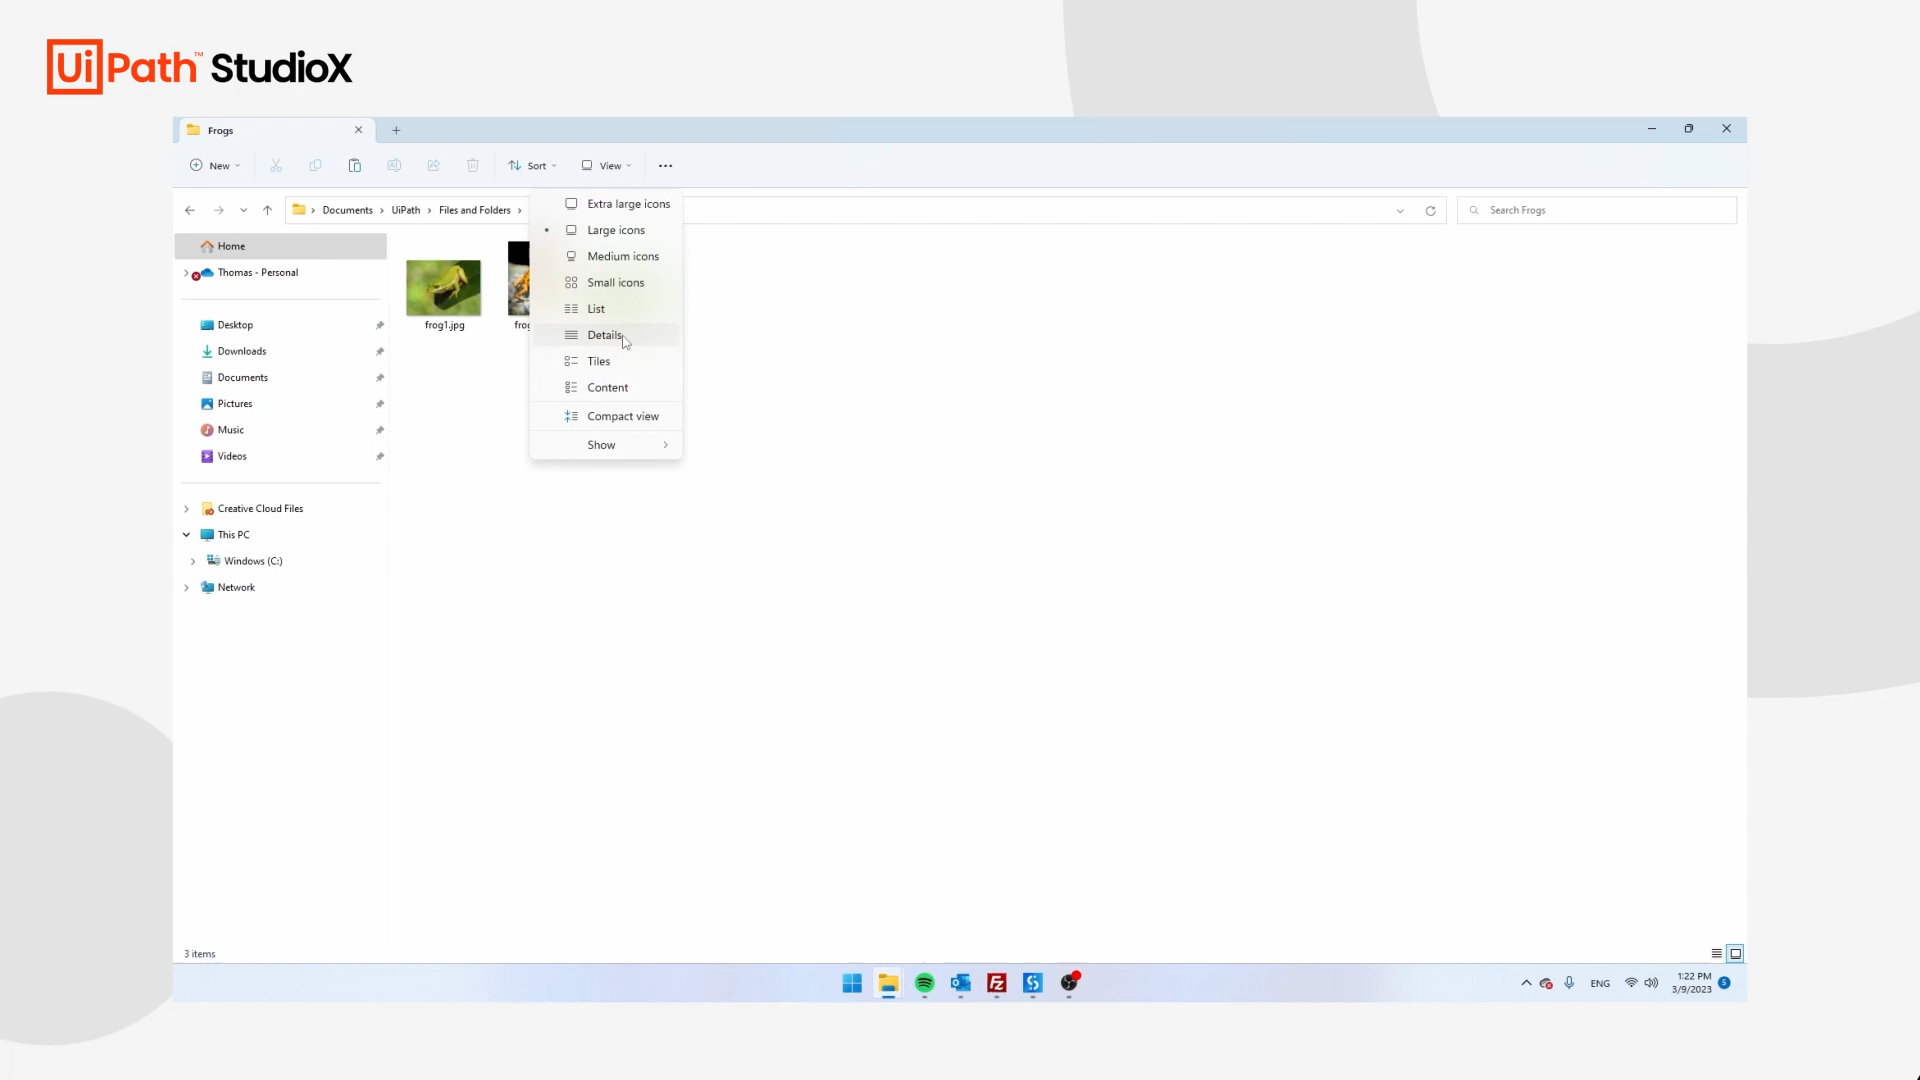 UiPath™ StudioX
Frogs
New
Sort
View
Documents
UiPath
Files and Folders
Search Frogs
Extra large icons
Large icons
Medium icons
Small icons
List
Details
Tiles
Content
Compact view
Show
Home
Thomas - Personal
Desktop
Downloads
Documents
Pictures
Music
Videos
Creative Cloud Files
This PC
Windows (C:)
Network
frog1.jpg
frog
3 items
ENG
1:22 PM
3/9/2023